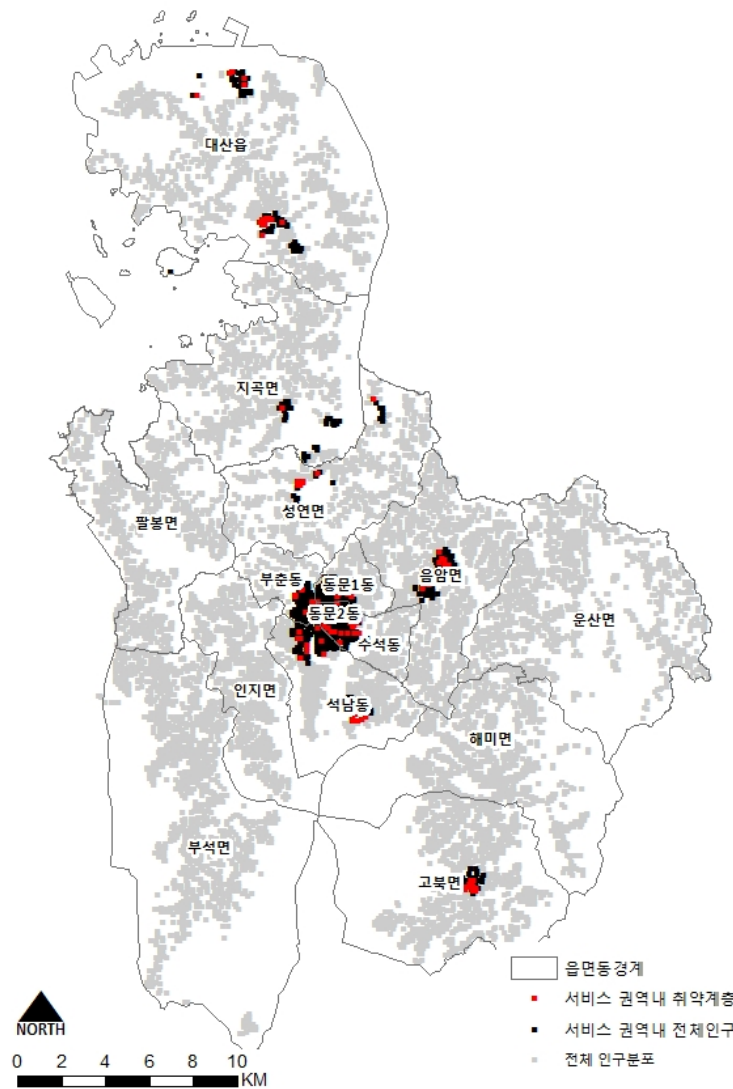 대산읍
지곡면
성연면
팔봉면
음암면
부춘동
동문1동
동문2동
운산면
수석동
인지면
석남동
해미면
부석면
고북면
읍면동경계
서비스 권역내 취약계층
서비스 권역내 전체인구
전체 인구분포
NORTH
0 2 4 6 8 10
KM